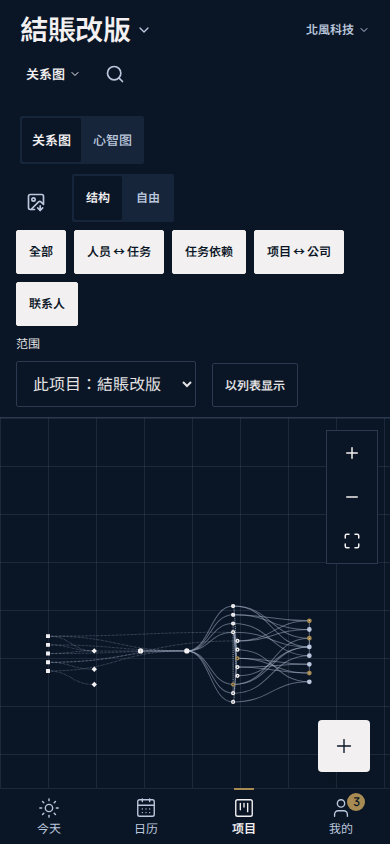 結賬改版
北風科技
关系图
关系图 心智图
结构 自由
全部 人员↔任务 任务依赖 项目↔公司
联系人
范围
此项目：結賬改版 以列表显示
3
今天 日历 项目 我的